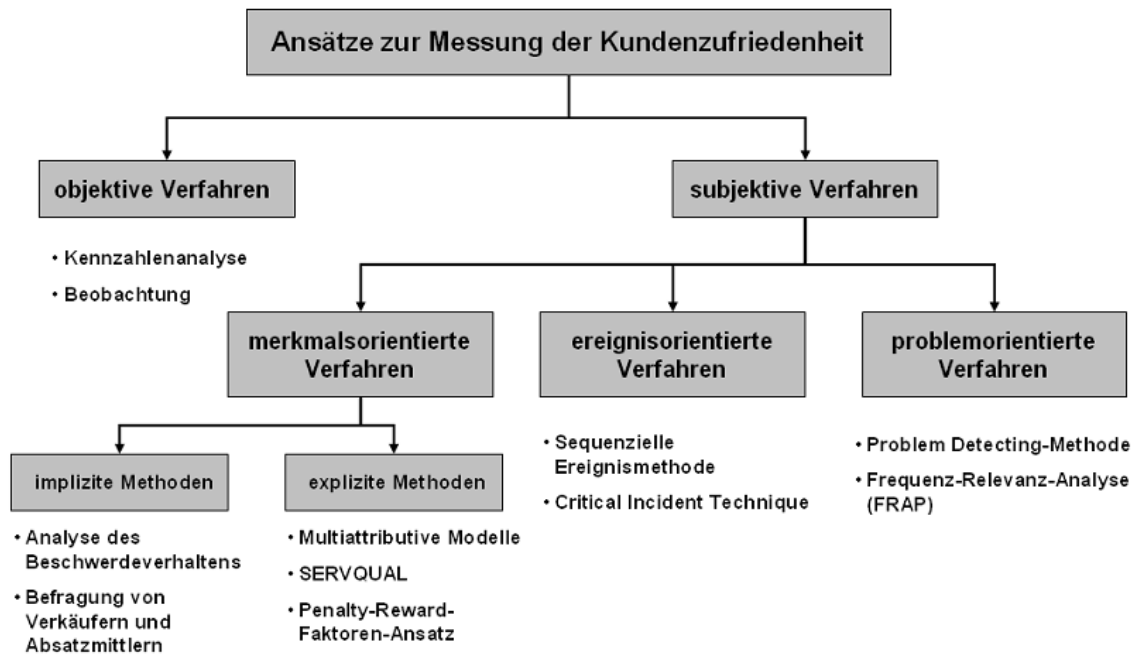 Ansätze zur Messung der Kundenzufriedenheit
objektive Verfahren
• Kennzahlenanalyse
• Beobachtung
subjektive Verfahren
merkmalsorientierte
Verfahren
ereignisorientierte
Verfahren
problemorientierte
Verfahren
implizite Methoden
• Analyse des
Beschwerdeverhaltens
• Befragung von
Verkäufern und
Absatzmittlern
explizite Methoden
• Multiattributive Modelle
• SERVQUAL
• Penalty-Reward-
Faktoren-Ansatz
• Sequenzielle
Ereignismethode
• Critical Incident Technique
• Problem Detecting-Methode
• Frequenz-Relevanz-Analyse
(FRAP)